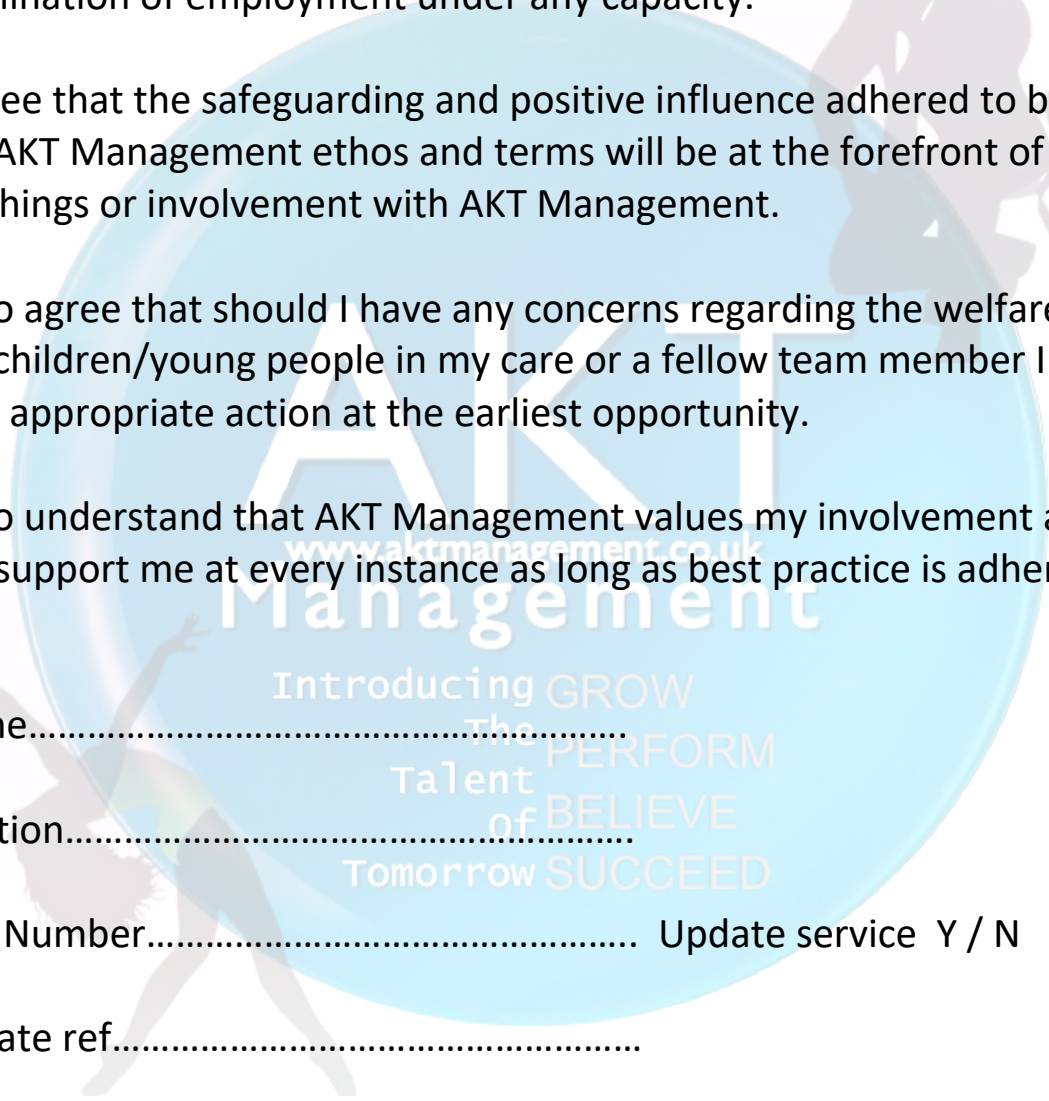 ination of employment under any capacity.
ee that the safeguarding and positive influence adhered to b
AKT Management ethos and terms will be at the forefront of
hings or involvement with AKT Management.
o agree that should I have any concerns regarding the welfare
children/young people in my care or a fellow team member I
appropriate action at the earliest opportunity.
o understand that AKT Management values my involvement a
support me at every instance as long as best practice is adher
AKT
www.aktmanagement.co.uk
Management
Introducing GROW
The PERFORM
Talent
Of BELIEVE
Tomorrow SUCCEED
ne……………………………………………………….
tion…………………………………………………….
Number………………………………………….. Update service Y / N
ate ref………………………………………………